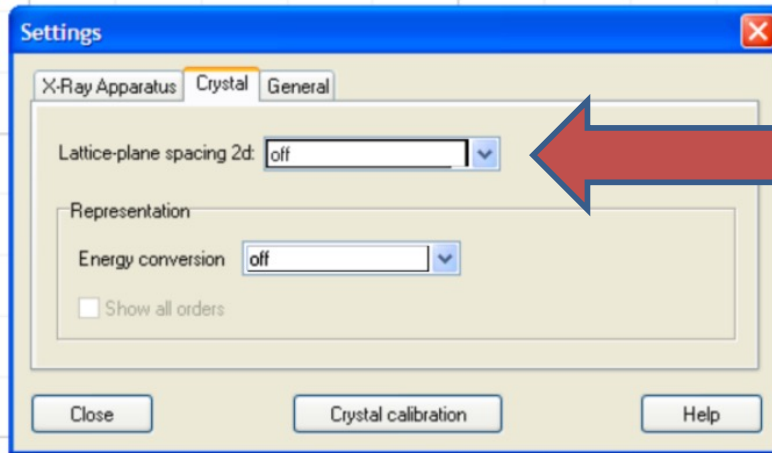 Settings
X-Ray Apparatus Crystal General
Lattice-plane spacing 2d: off
Representation
Energy conversion off
Show all orders
Close Crystal calibration Help